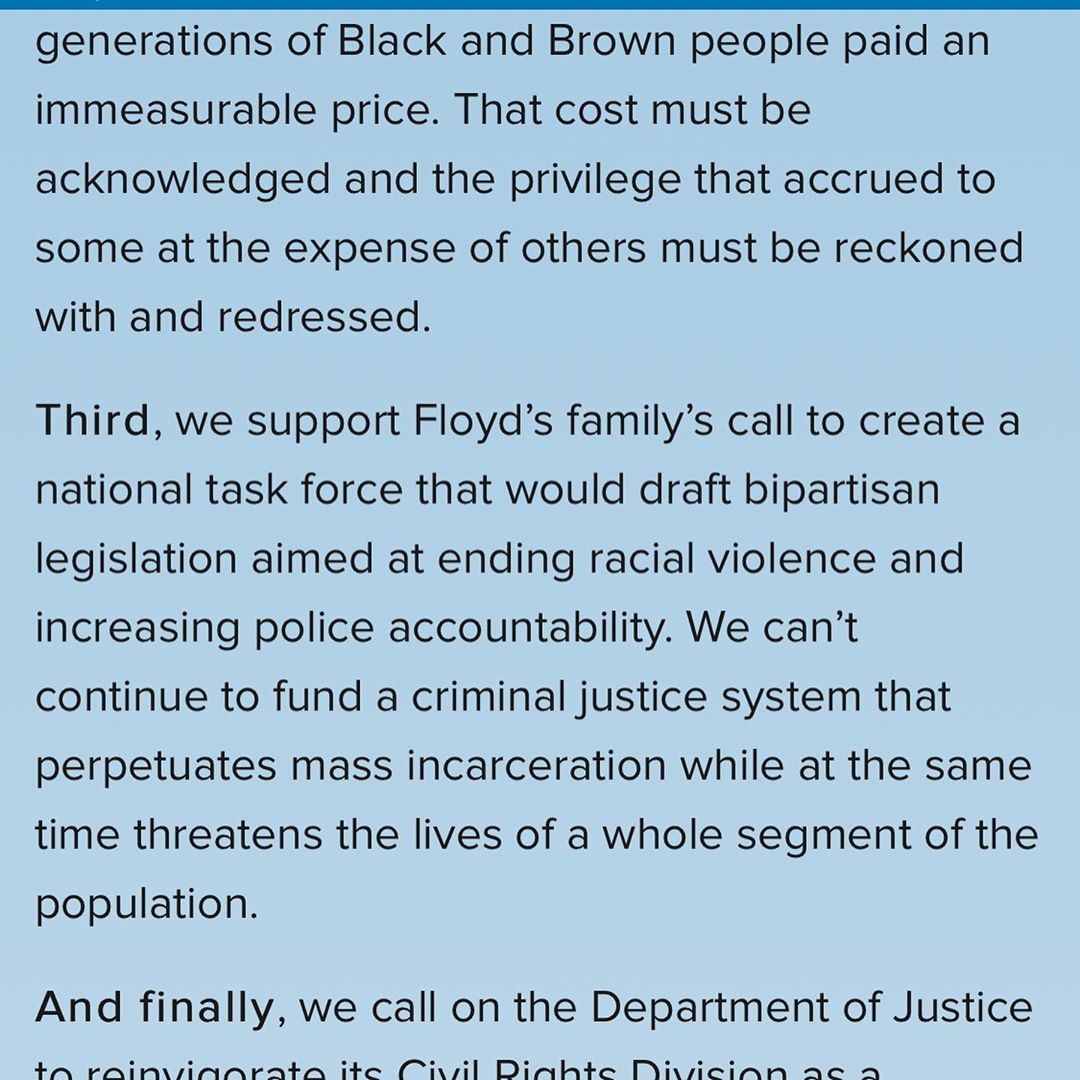 generations of Black and Brown people paid an
immeasurable price. That cost must be
acknowledged and the privilege that accrued to
some at the expense of others must be reckoned
with and redressed.
Third, we support Floyd’s family’s call to create a
national task force that would draft bipartisan
legislation aimed at ending racial violence and
increasing police accountability. We can’t
continue to fund a criminal justice system that
perpetuates mass incarceration while at the same
time threatens the lives of a whole segment of the
population.
And finally, we call on the Department of Justice
to reinvigorate its Civil Rights Division as a